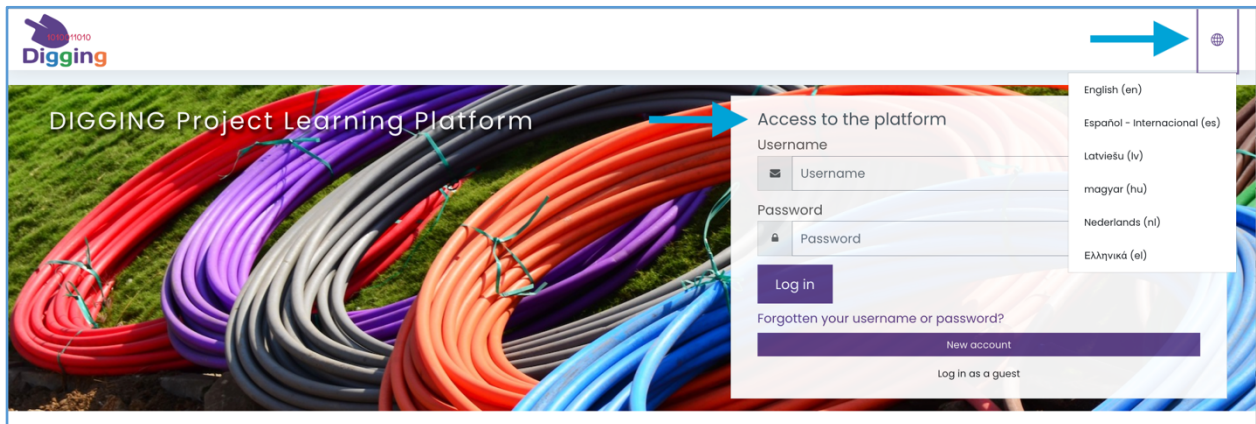 1010011010
Digging
English (en)
Español - Internacional (es)
Latviešu (lv)
magyar (hu)
Nederlands (nl)
Ελληνικά (el)
DIGGING Project Learning Platform
Access to the platform
Username
Username
Password
Password
Log in
Forgotten your username or password?
New account
Log in as a guest